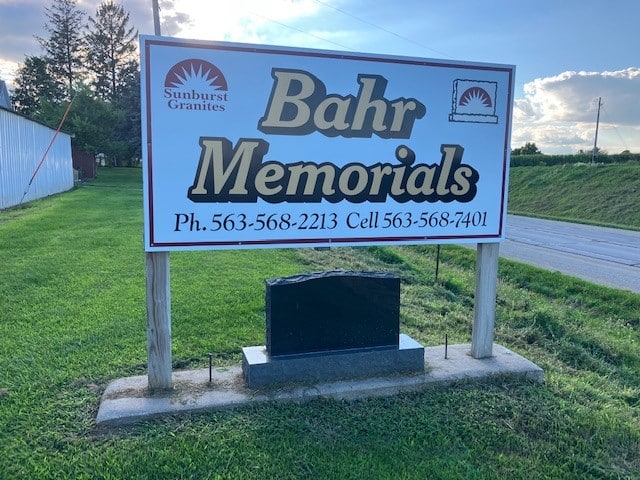 Sunburst
Granites
Bahr
Memorials
Ph. 563-568-2213 Cell 563-568-7401